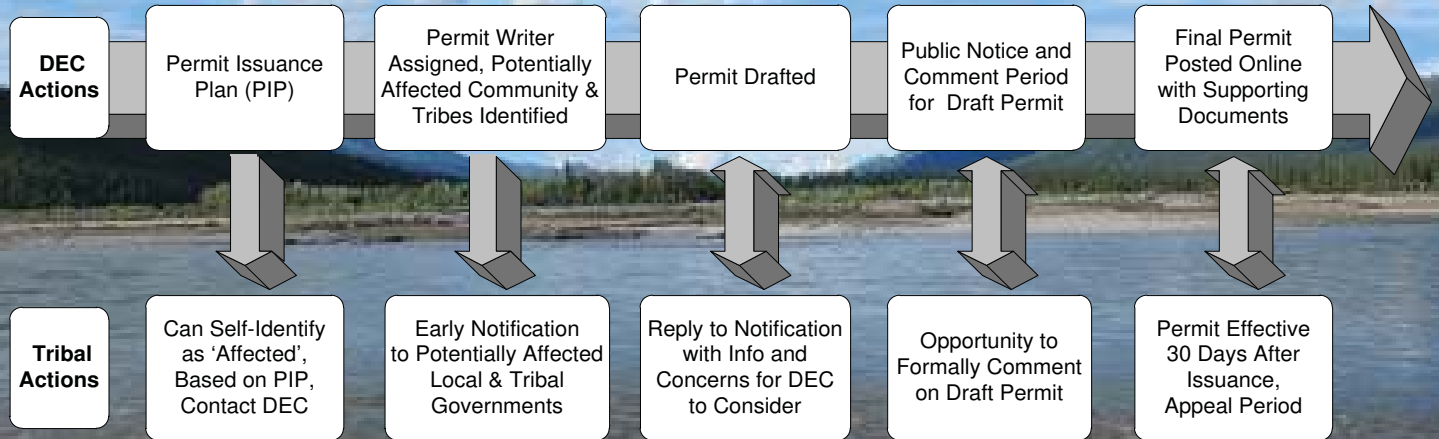 DEC
Actions
Permit Issuance
Plan (PIP)
Permit Writer
Assigned, Potentially
Affected Community &
Tribes Identified
Permit Drafted
Public Notice and
Comment Period
for Draft Permit
Final Permit
Posted Online
with Supporting
Documents
Tribal
Actions
Can Self-Identify
as ‘Affected’,
Based on PIP,
Contact DEC
Early Notification
to Potentially Affected
Local & Tribal
Governments
Reply to Notification
with Info and
Concerns for DEC
to Consider
Opportunity to
Formally Comment
on Draft Permit
Permit Effective
30 Days After
Issuance,
Appeal Period